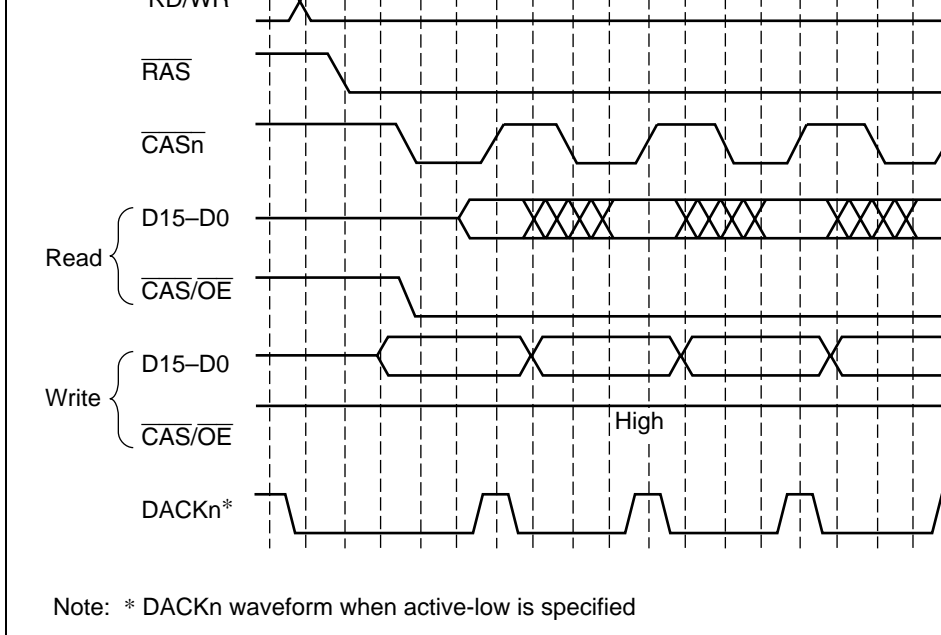 RD/WR
RAS
CASn
D15–D0
Read
CAS/OE
D15–D0
Write
High
CAS/OE
DACKn*
Note: * DACKn waveform when active-low is specified